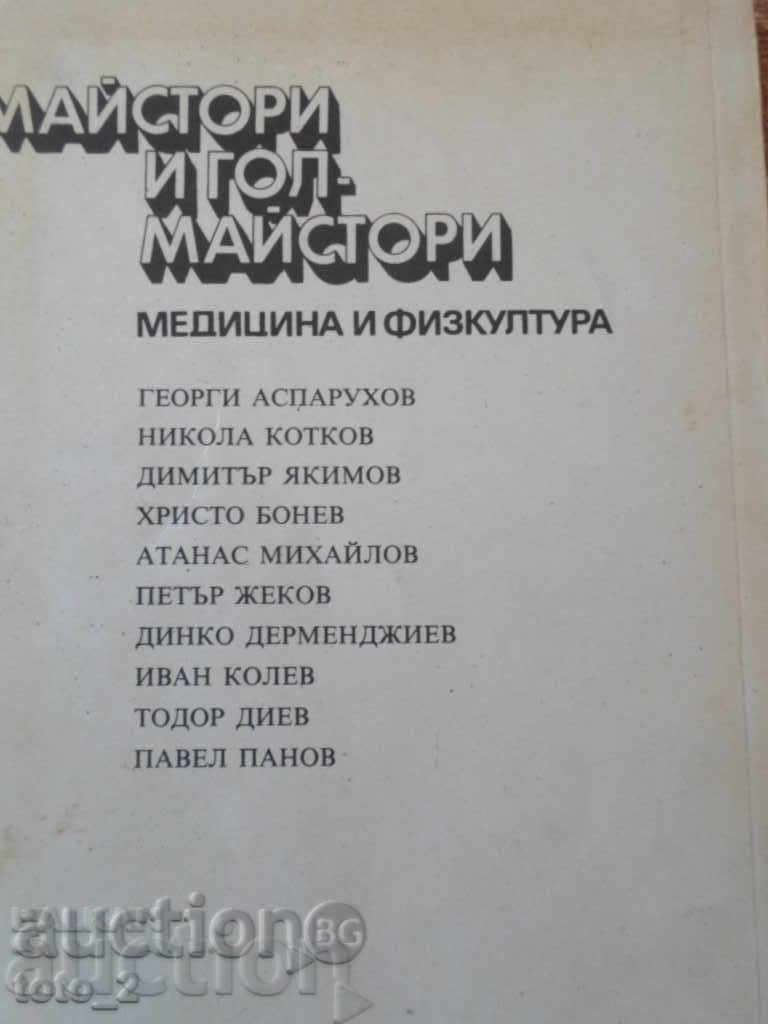 МАЙСТОРИ
И ГОЛ-
МАЙСТОРИ
МЕДИЦИНА И ФИЗКУЛТУРА
ГЕОРГИ АСПАРУХОВ
НИКОЛА КОТКОВ
ДИМИТЪР ЯКИМОВ
ХРИСТО БОНЕВ
АТАНАС МИХАЙЛОВ
ПЕТЪР ЖЕКОВ
ДИНКО ДЕРМЕНДЖИЕВ
ИВАН КОЛЕВ
ТОДОР ДИЕВ
ПАВЕЛ ПАНОВ
auction BG
toto_2